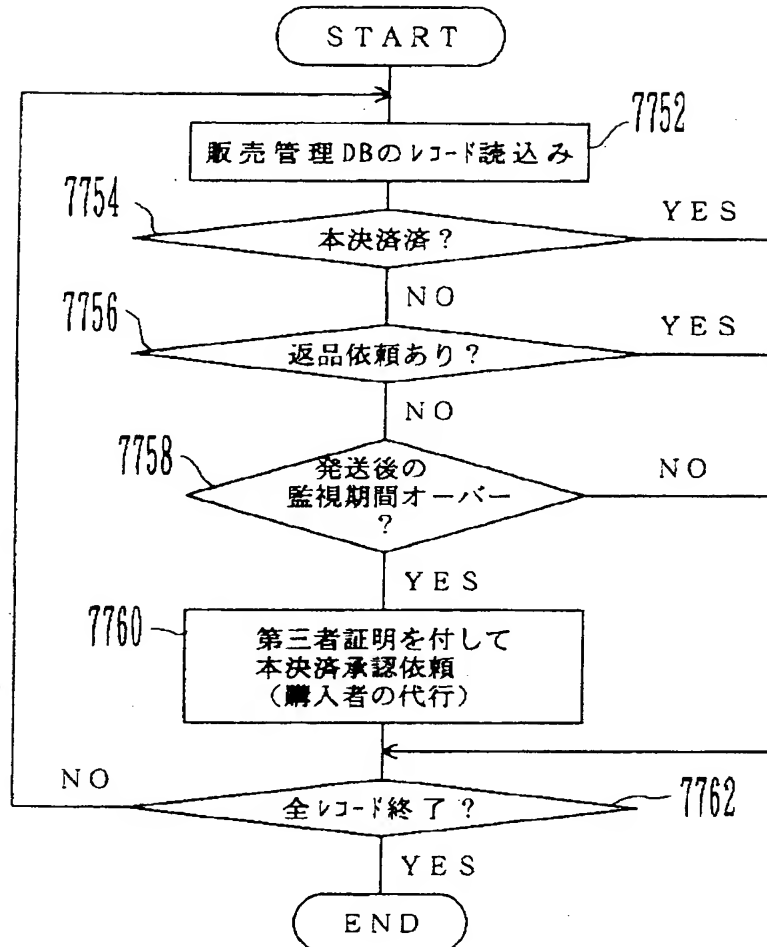 START
7752
販売管理DBのレコード読込み
7754
YES
本決済済?
NO
7756
YES
返品依頼あり?
NO
7758
発送後の
監視期間オーバー
?
NO
YES
7760
第三者証明を付して
本決済承認依頼
(購入者の代行)
NO
全レコード終了?
7762
YES
END